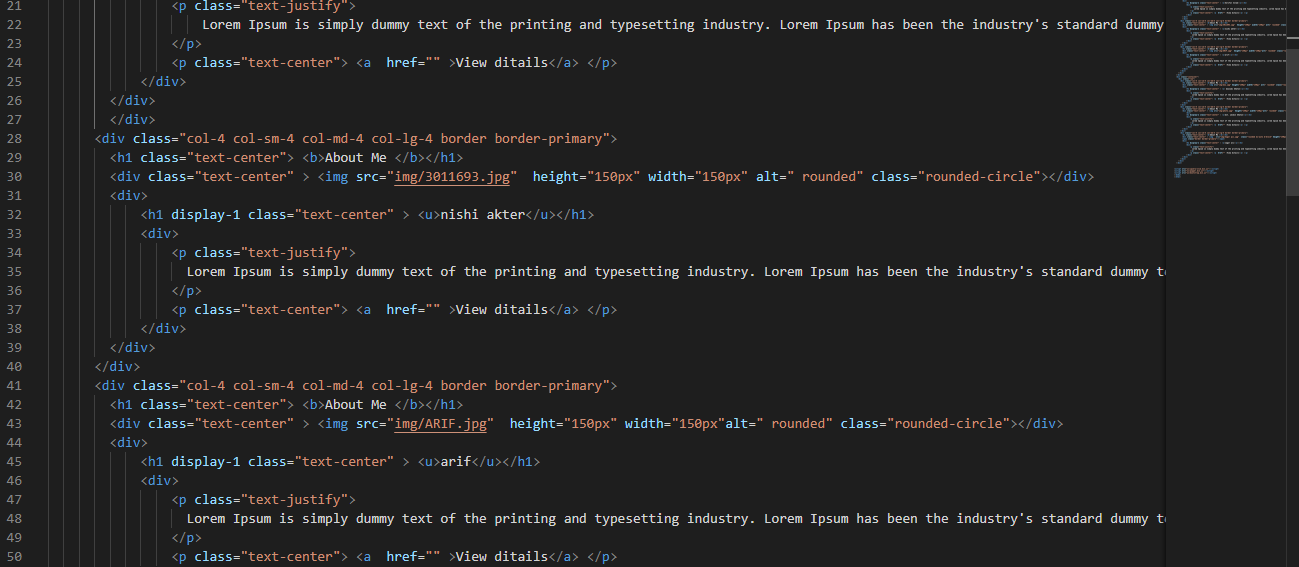 21 <p class="text-justify">
22 Lorem Ipsum is simply dummy text of the printing and typesetting industry. Lorem Ipsum has been the industry's standard dummy
23 </p>
24 <p class="text-center"> <a  href="" >View ditails</a> </p>
25 </div>
26 </div>
27 </div>
28 <div class="col-4 col-sm-4 col-md-4 col-lg-4 border border-primary">
29 <h1 class="text-center"> <b>About Me </b></h1>
30 <div class="text-center" > <img src="img/3011693.jpg"  height="150px" width="150px" alt=" rounded" class="rounded-circle"></div>
31 <div>
32 <h1 display-1 class="text-center" > <u>nishi akter</u></h1>
33 <div>
34 <p class="text-justify">
35 Lorem Ipsum is simply dummy text of the printing and typesetting industry. Lorem Ipsum has been the industry's standard dummy
36 </p>
37 <p class="text-center"> <a  href="" >View ditails</a> </p>
38 </div>
39 </div>
40 </div>
41 <div class="col-4 col-sm-4 col-md-4 col-lg-4 border border-primary">
42 <h1 class="text-center"> <b>About Me </b></h1>
43 <div class="text-center" > <img src="img/ARIF.jpg"  height="150px" width="150px"alt=" rounded" class="rounded-circle"></div>
44 <div>
45 <h1 display-1 class="text-center" > <u>arif</u></h1>
46 <div>
47 <p class="text-justify">
48 Lorem Ipsum is simply dummy text of the printing and typesetting industry. Lorem Ipsum has been the industry's standard dummy
49 </p>
50 <p class="text-center"> <a  href="" >View ditails</a> </p>